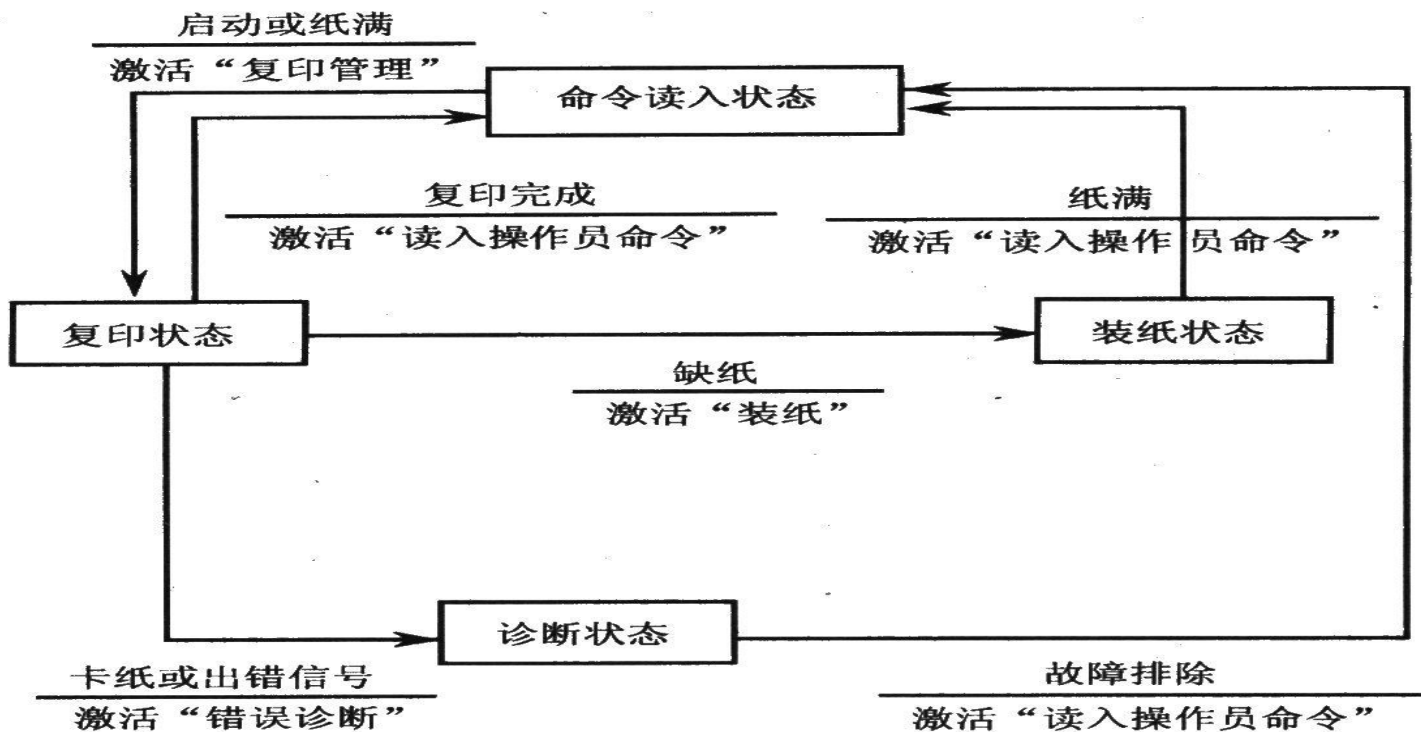 启动或纸满
激活“复印管理”
命令读入状态
复印完成
激活“读入操作员命令”
纸满
激活“读入操作员命令”
复印状态
装纸状态
缺纸
激活“装纸”
诊断状态
卡纸或出错信号
激活“错误诊断”
故障排除
激活“读入操作员命令”